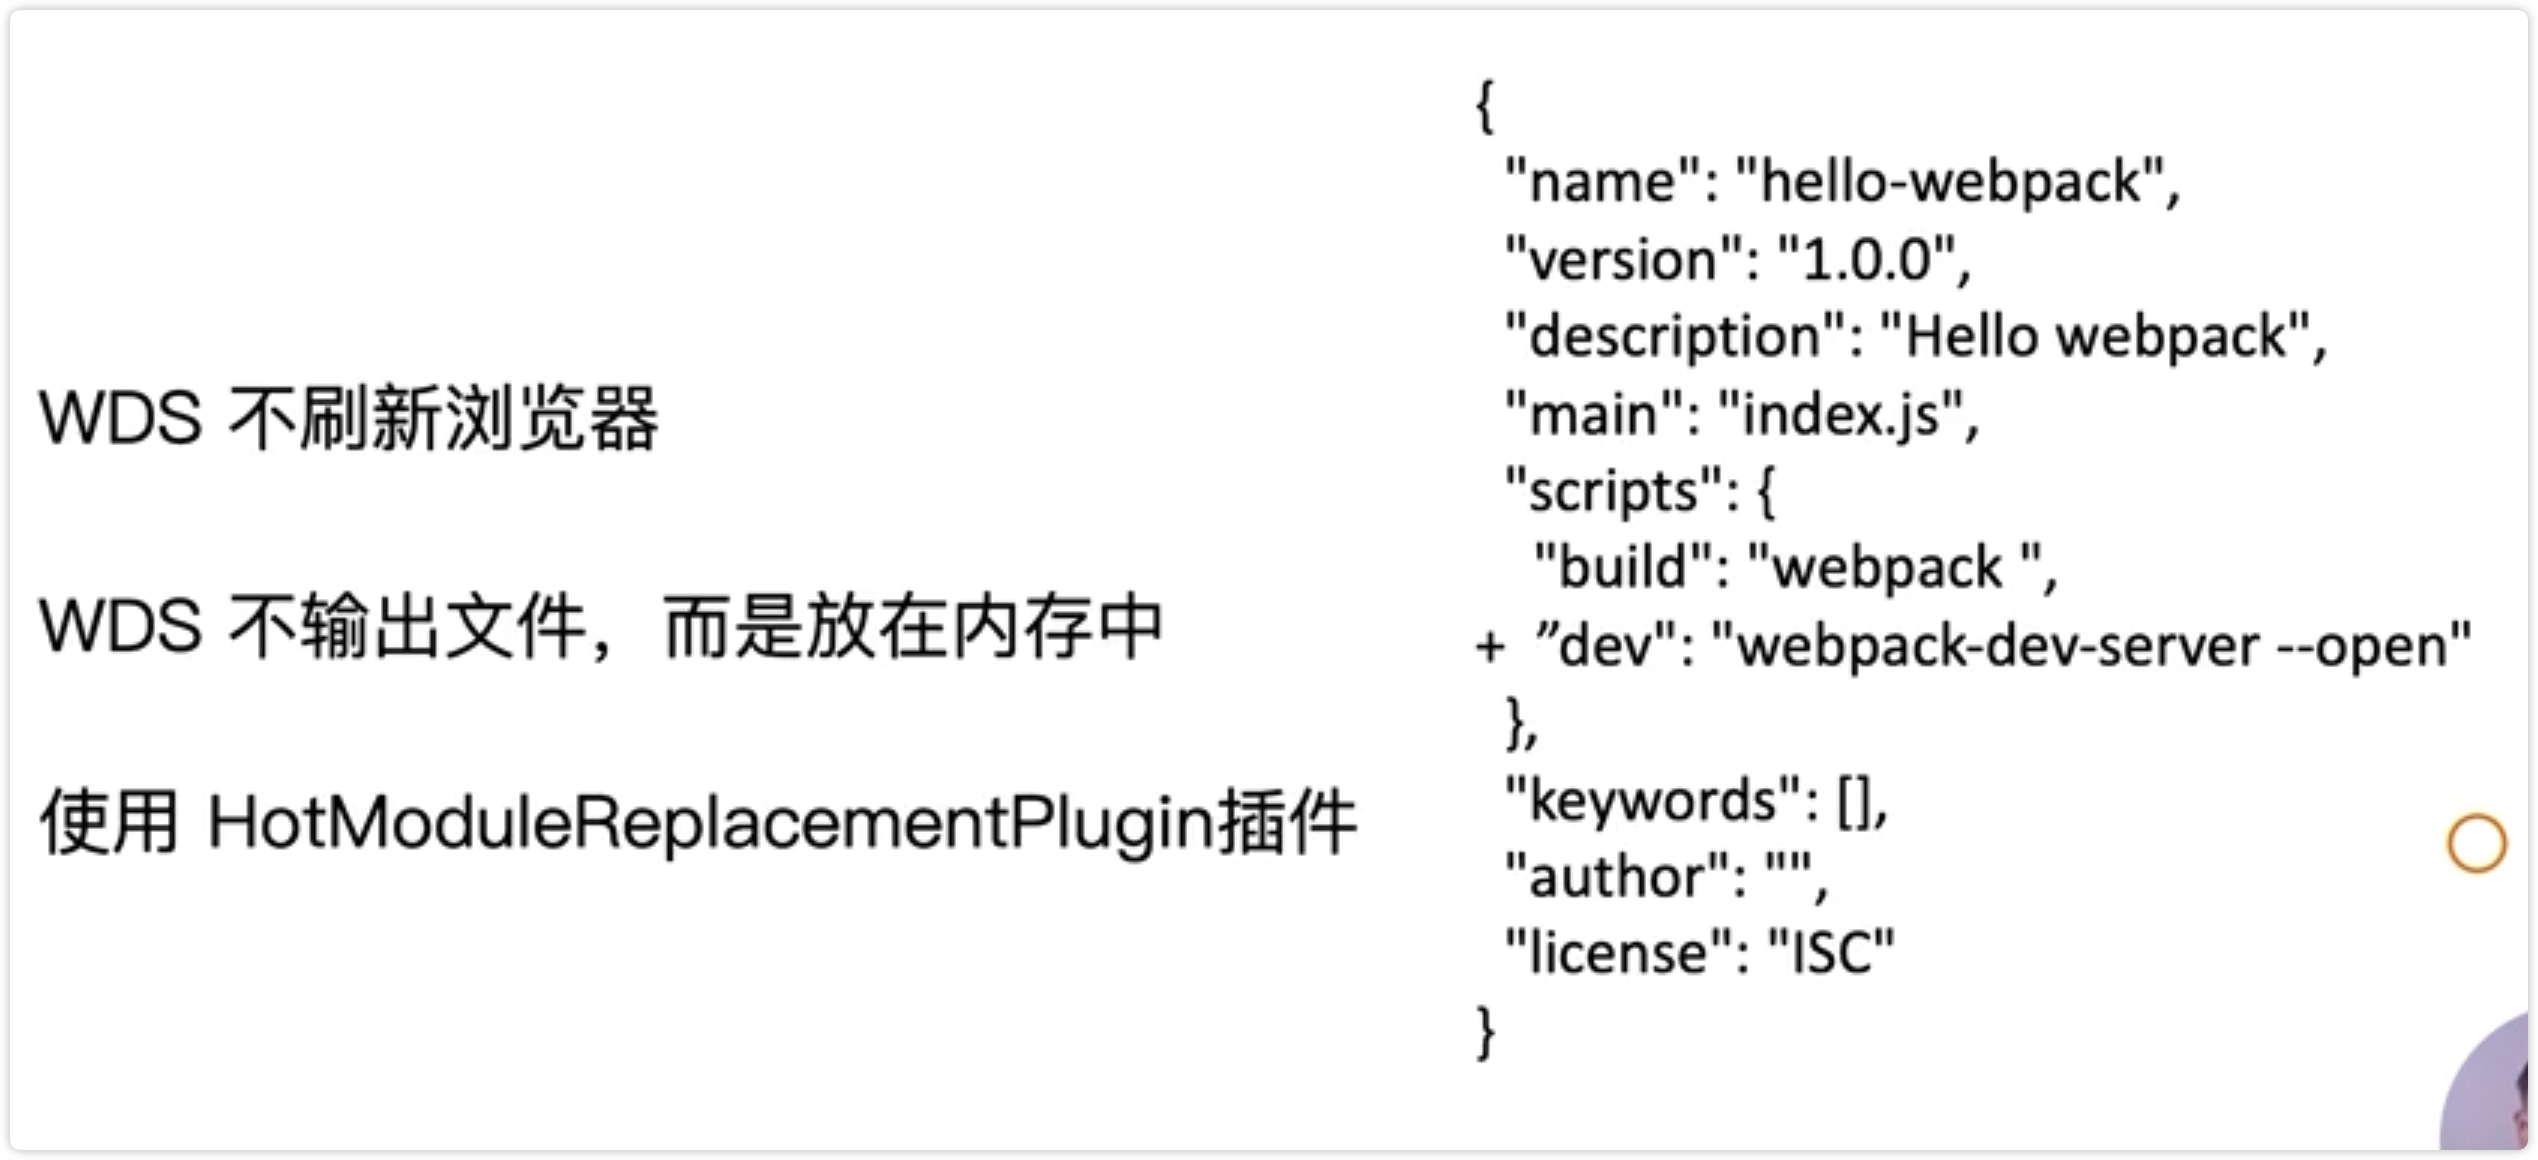 WDS 不刷新浏览器
WDS 不输出文件，而是放在内存中
使用 HotModuleReplacementPlugin插件
{
"name": "hello-webpack",
"version": "1.0.0",
"description": "Hello webpack",
"main": "index.js",
"scripts": {
"build": "webpack ",
+ ”dev": "webpack-dev-server --open"
},
"keywords": [],
"author": "",
"license": "ISC"
}